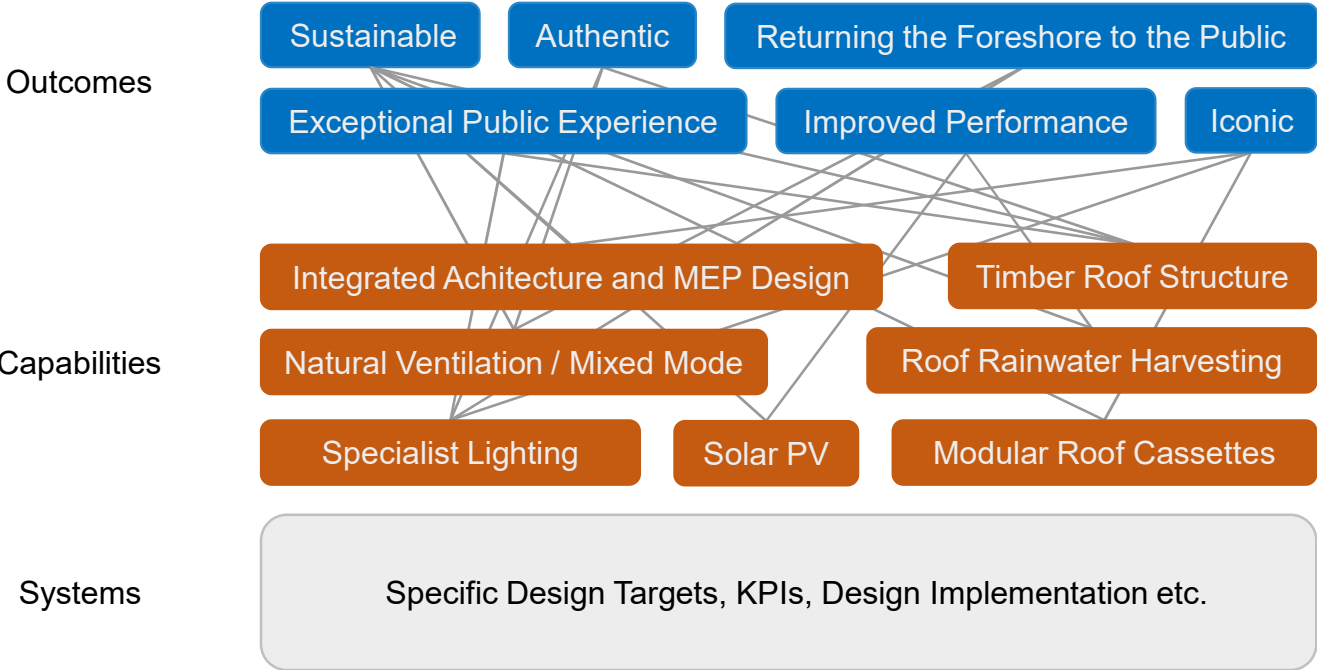 Sustainable
Authentic
Returning the Foreshore to the Public
Outcomes
Exceptional Public Experience
Improved Performance
Iconic
Integrated Achitecture and MEP Design
Timber Roof Structure
Capabilities
Natural Ventilation / Mixed Mode
Roof Rainwater Harvesting
Specialist Lighting
Solar PV
Modular Roof Cassettes
Systems
Specific Design Targets, KPIs, Design Implementation etc.